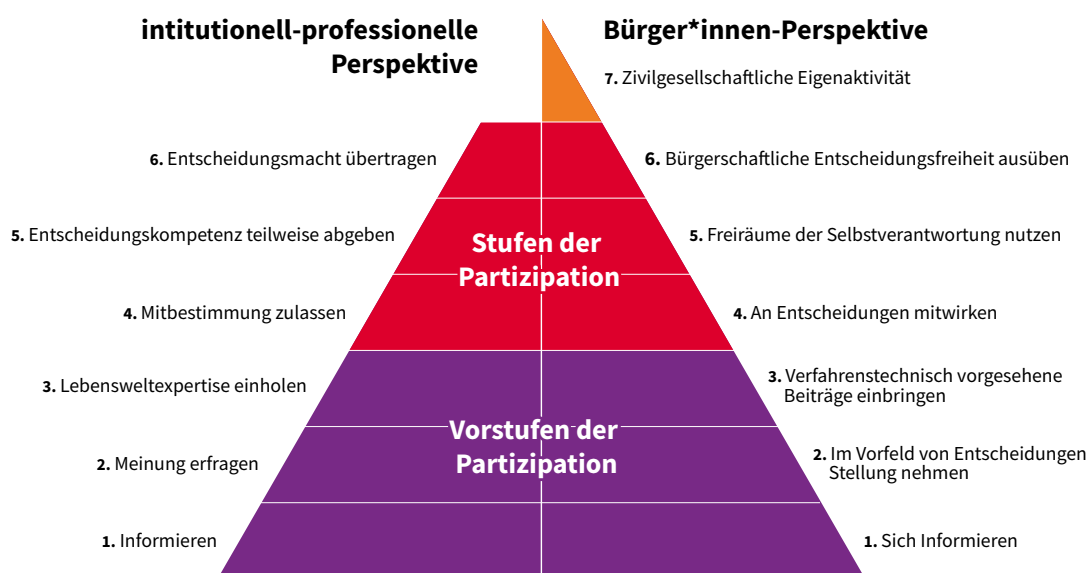 intitutionell-professionelle
Perspektive
Bürger*innen-Perspektive
7. Zivilgesellschaftliche Eigenaktivität
6. Entscheidungsmacht übertragen
6. Bürgerschaftliche Entscheidungsfreiheit ausüben
5. Entscheidungskompetenz teilweise abgeben
5. Freiräume der Selbstverantwortung nutzen
Stufen der
Partizipation
4. Mitbestimmung zulassen
4. An Entscheidungen mitwirken
3. Lebensweltexpertise einholen
3. Verfahrenstechnisch vorgesehene
Beiträge einbringen
Vorstufen der
Partizipation
2. Meinung erfragen
2. Im Vorfeld von Entscheidungen
Stellung nehmen
1. Informieren
1. Sich Informieren